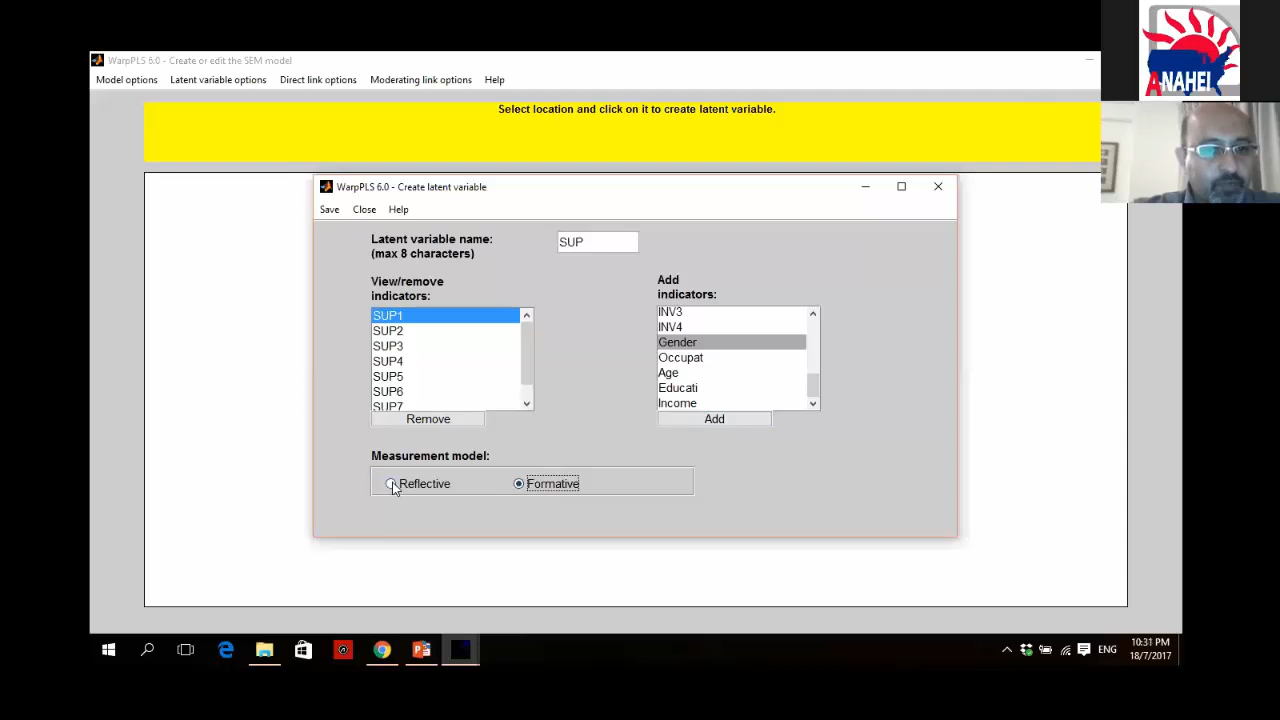 ANAHEI
WarpPLS 6.0 - Create or edit the SEM model
Model options Latent variable options Direct link options Moderating link options Help
Select location and click on it to create latent variable.
WarpPLS 6.0 - Create latent variable
Save Close Help
Latent variable name:
(max 8 characters)
SUP
View/remove
indicators:
SUP1
SUP2
SUP3
SUP4
SUP5
SUP6
SUP7
Remove
Add
indicators:
INV3
INV4
Gender
Occupat
Age
Educati
Income
Add
Measurement model:
Reflective Formative
ENG
10:31 PM
18/7/2017